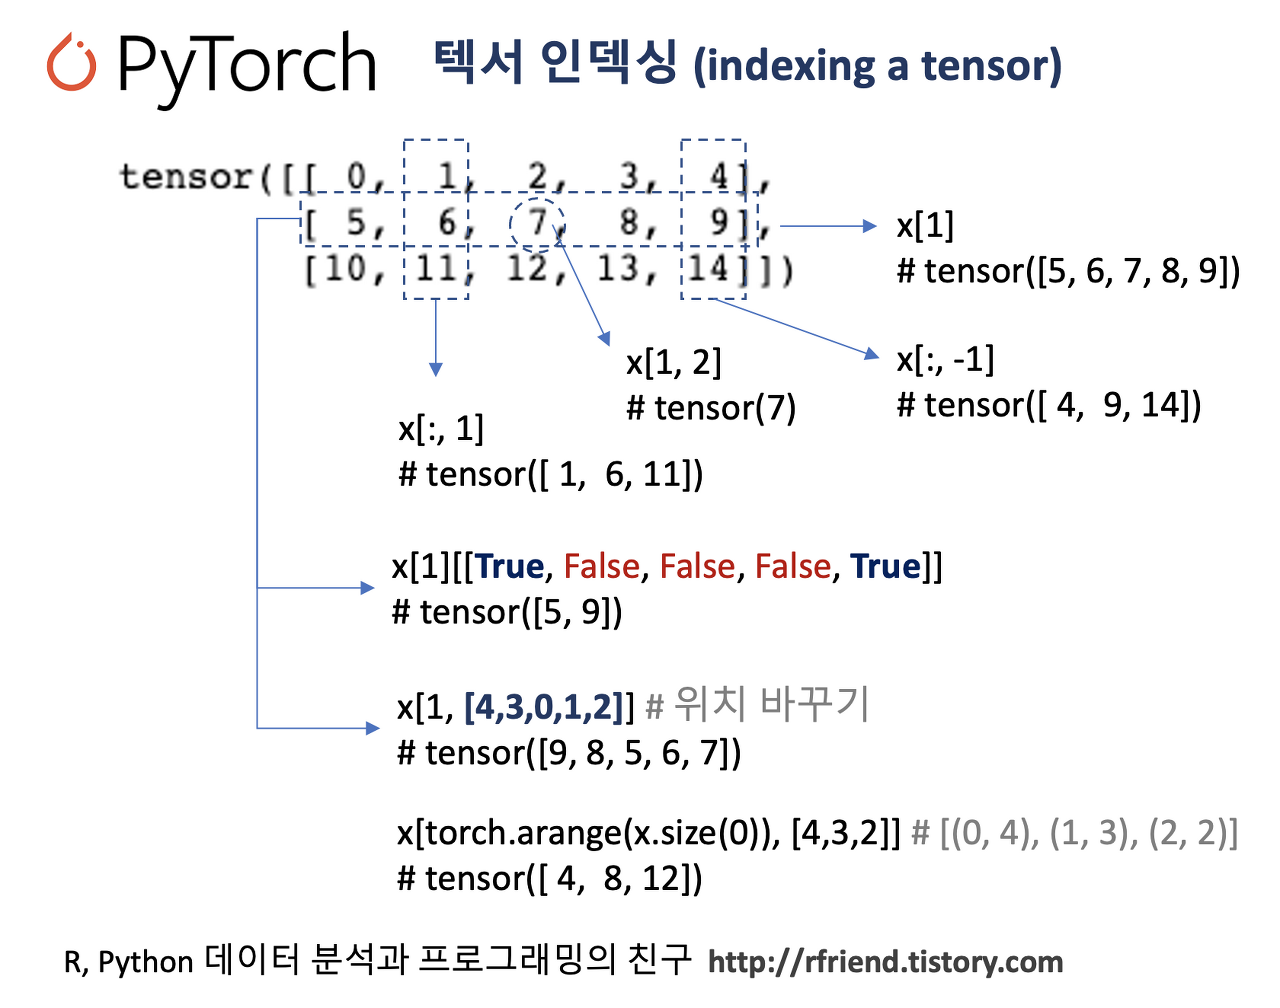 PyTorch 텍서 인덱싱 (indexing a tensor)
tensor([[ 0, 1, 2, 3, 4],
[ 5, 6, 7, 8, 9],
[10, 11, 12, 13, 14]])
x[1]
# tensor([5, 6, 7, 8, 9])
x[1, 2]
# tensor(7)
x[:, -1]
# tensor([ 4, 9, 14])
x[:, 1]
# tensor([ 1, 6, 11])
x[1][[True, False, False, False, True]]
# tensor([5, 9])
x[1, [4,3,0,1,2]] # 위치 바꾸기
# tensor([9, 8, 5, 6, 7])
x[torch.arange(x.size(0)), [4,3,2]] # [(0, 4), (1, 3), (2, 2)]
# tensor([ 4, 8, 12])
R, Python 데이터 분석과 프로그래밍의 친구 http://rfriend.tistory.com